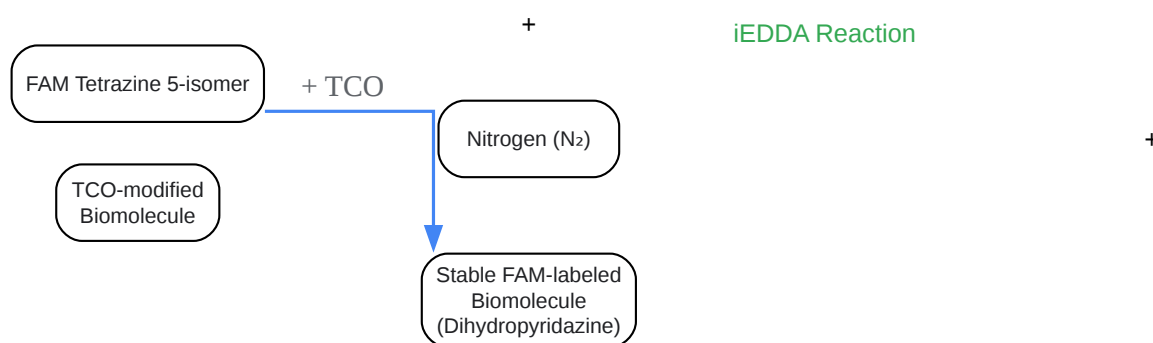 +
iEDDA Reaction
FAM Tetrazine 5-isomer
+ TCO
Nitrogen (N₂)
+
TCO-modified
Biomolecule
Stable FAM-labeled
Biomolecule
(Dihydropyridazine)